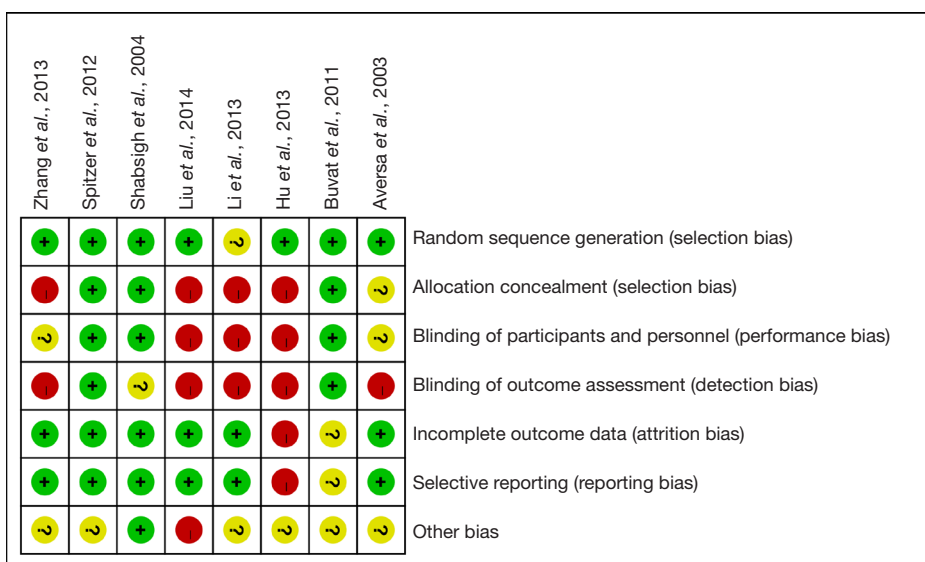 Zhang et al., 2013
Spitzer et al., 2012
Shabsigh et al., 2004
Liu et al., 2014
Li et al., 2013
Hu et al., 2013
Buvat et al., 2011
Aversa et al., 2003
+ + + + ? + + + Random sequence generation (selection bias)
– + + – – – + ? Allocation concealment (selection bias)
? + + – – – + ? Blinding of participants and personnel (performance bias)
– + ? – – – + – Blinding of outcome assessment (detection bias)
+ + + + + – ? + Incomplete outcome data (attrition bias)
+ + + + + – ? + Selective reporting (reporting bias)
? ? + – ? ? ? ? Other bias